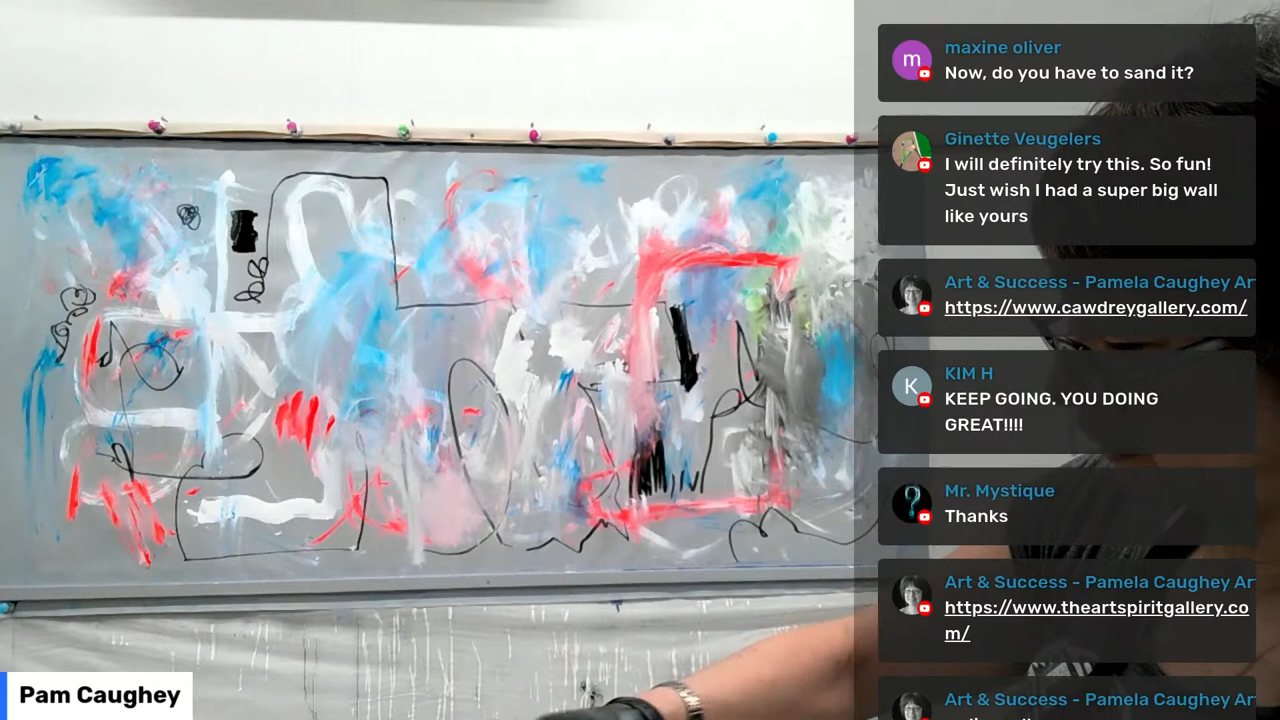 m
maxine oliver
Now, do you have to sand it?
Ginette Veugelers
I will definitely try this. So fun!
Just wish I had a super big wall
like yours
Art & Success - Pamela Caughey Ar
https://www.cawdreygallery.com/
K
KIM H
KEEP GOING. YOU DOING
GREAT!!!!
Mr. Mystique
Thanks
Art & Success - Pamela Caughey Ar
https://www.theartspiritgallery.co
m/
Art & Success - Pamela Caughey Ar
Pam Caughey